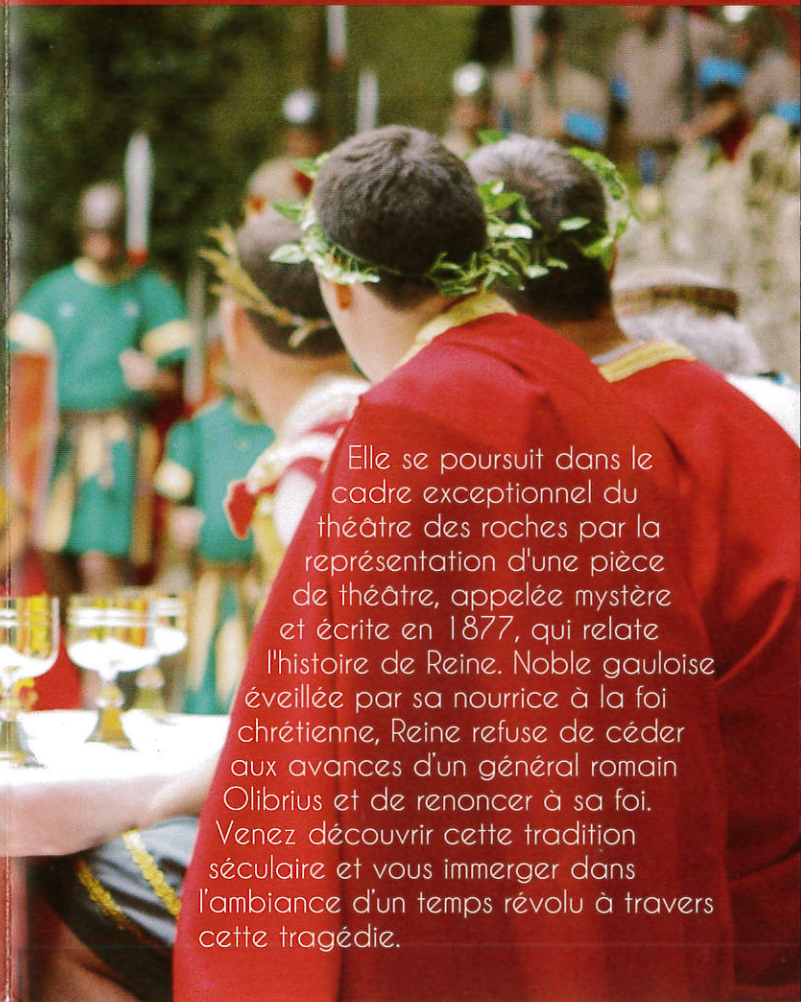 Elle se poursuit dans le
cadre exceptionnel du
théâtre des roches par la
représentation d'une pièce
de théâtre, appelée mystère
et écrite en 1877, qui relate
l'histoire de Reine. Noble gauloise
éveillée par sa nourrice à la foi
chrétienne, Reine refuse de céder
aux avances d'un général romain
Olibrius et de renoncer à sa foi.
Venez découvrir cette tradition
séculaire et vous immerger dans
l'ambiance d'un temps révolu à travers
cette tragédie.